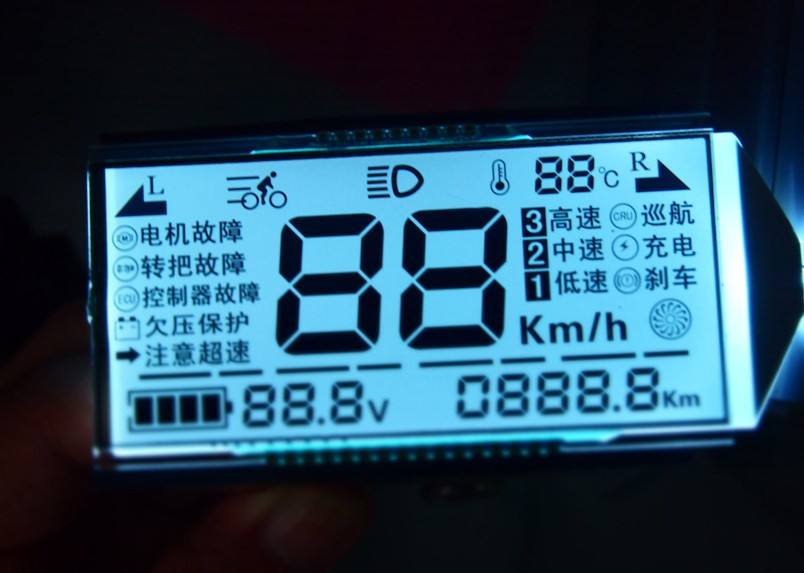 L
88℃
R
电机故障
转把故障
ECU 控制器故障
欠压保护
注意超速
88
3 高速
2 中速
1 低速
CRU 巡航
充电
刹车
Km/h
88.8V
0888.8Km